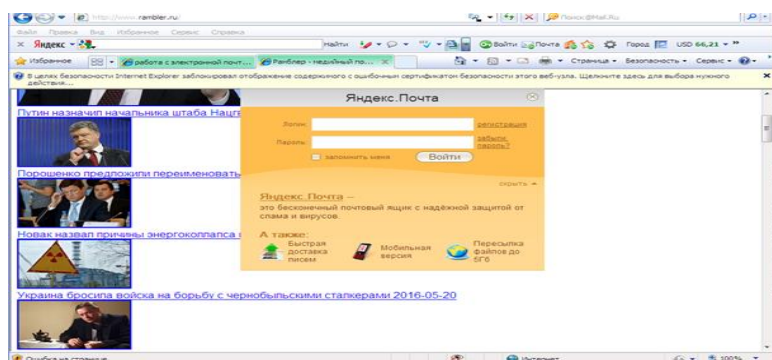 http://www.rambler.ru/
Поиск@Mail.Ru
Файл Правка Вид Избранное Сервис Справка
Яндекс
Найти
Войти
Почта
Город
USD 66,21
Избранное
работа с электронной почт...
Рамблер - медийный по...
Страница
Безопасность
Сервис
В целях безопасности Internet Explorer заблокировал отображение содержимого с ошибочным сертификатом безопасности этого веб-узла. Щелкните здесь для выбора нужного
действия...
Яндекс.Почта
Путин назначил начальника штаба Нацг
Логин:
регистрация
Пароль:
забыли
пароль?
запомнить меня
Войти
Порошенко предложили переименовать
скрыть
Яндекс.Почта –
это бесконечный почтовый ящик с надёжной защитой от
спама и вирусов.
Новак назвал причины энергоколлапса
А также:
Быстрая
доставка
писем
Мобильная
версия
Пересылка
файлов до
5Гб
Украина бросила войска на борьбу с чернобыльскими сталкерами 2016-05-20
Ошибка на странице.
Интернет
100%